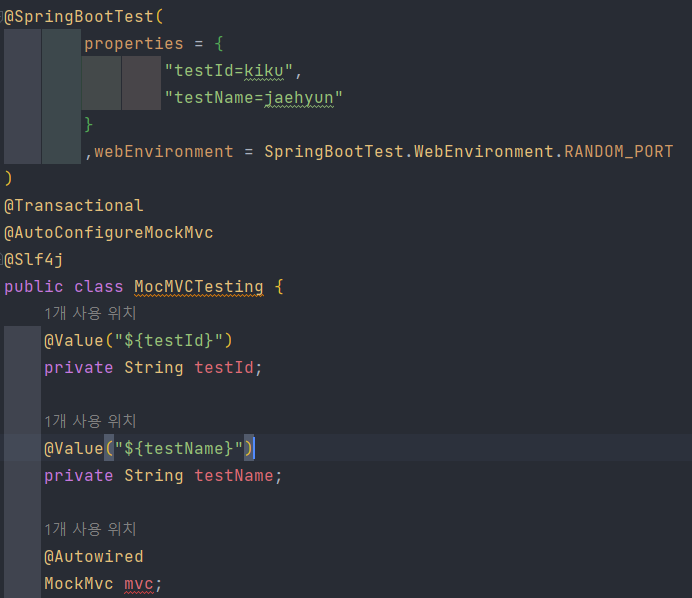 @SpringBootTest(
properties = {
"testId=kiku",
"testName=jaehyun"
}
,webEnvironment = SpringBootTest.WebEnvironment.RANDOM_PORT
)
@Transactional
@AutoConfigureMockMvc
@Slf4j
public class MocMVCTesting {
1개 사용 위치
@Value("${testId}")
private String testId;
1개 사용 위치
@Value("${testName}")
private String testName;
1개 사용 위치
@Autowired
MockMvc mvc;